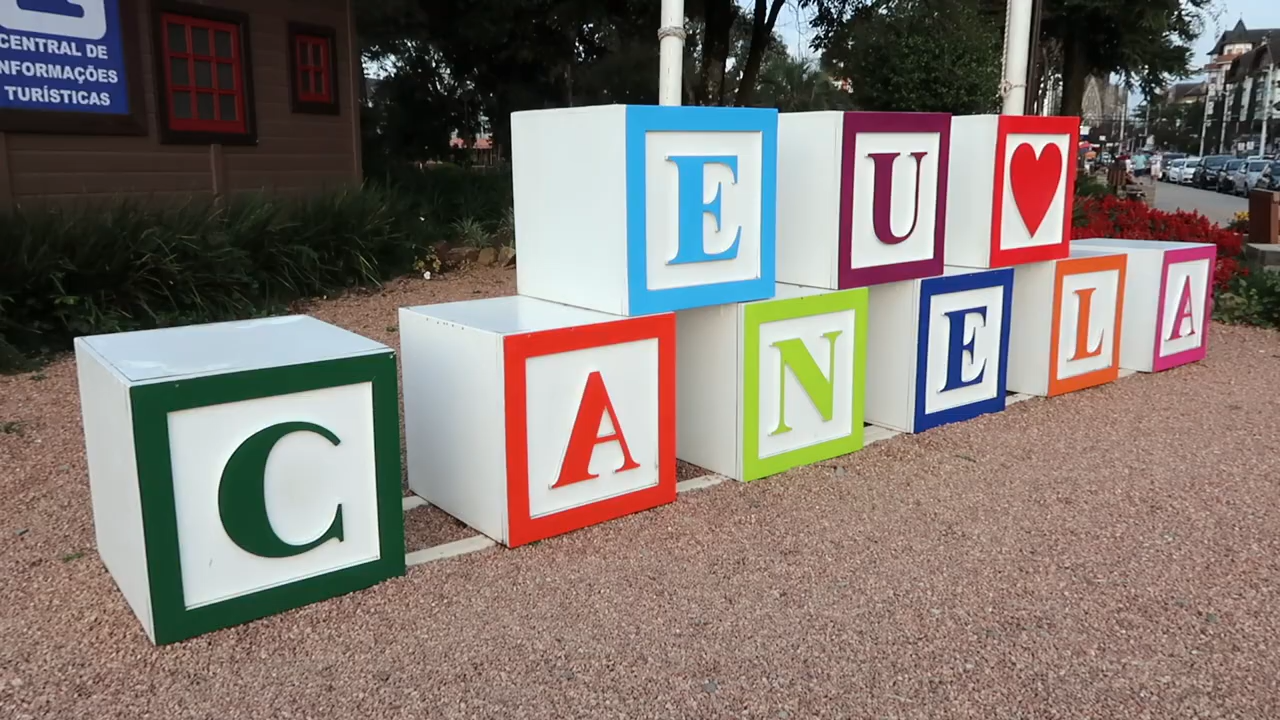 CENTRAL DE
INFORMAÇÕES
TURÍSTICAS
EU ♥
CANELA